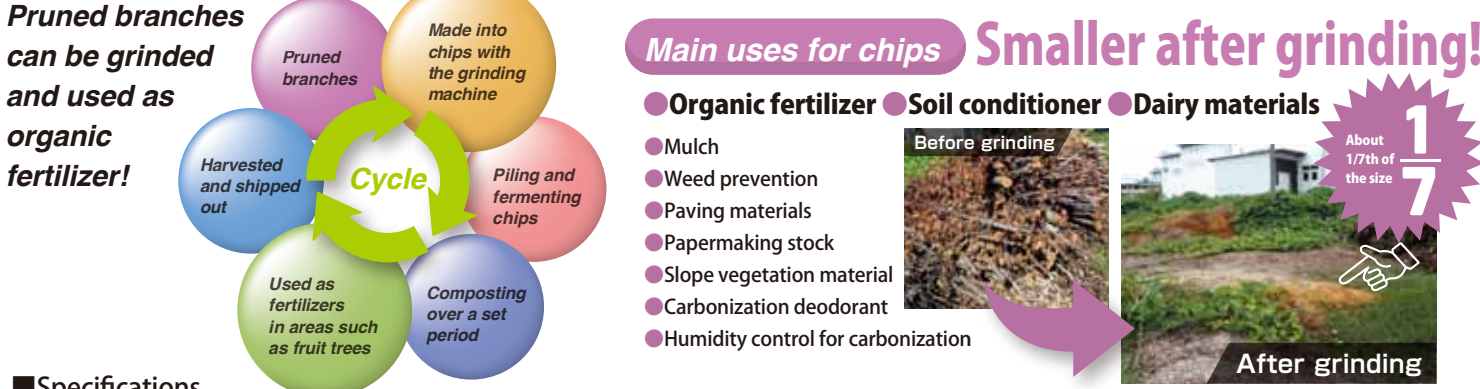 Pruned branches
can be grinded
and used as
organic
fertilizer!
Pruned
branches
Made into
chips with
the grinding
machine
Piling and
fermenting
chips
Composting
over a set
period
Used as
fertilizers
in areas such
as fruit trees
Harvested
and shipped
out
Cycle
■Specifications
Main uses for chips
Smaller after grinding!
●Organic fertilizer ●Soil conditioner ●Dairy materials
●Mulch
●Weed prevention
●Paving materials
●Papermaking stock
●Slope vegetation material
●Carbonization deodorant
●Humidity control for carbonization
Before grinding
About
1/7th of
the size
1
7
After grinding